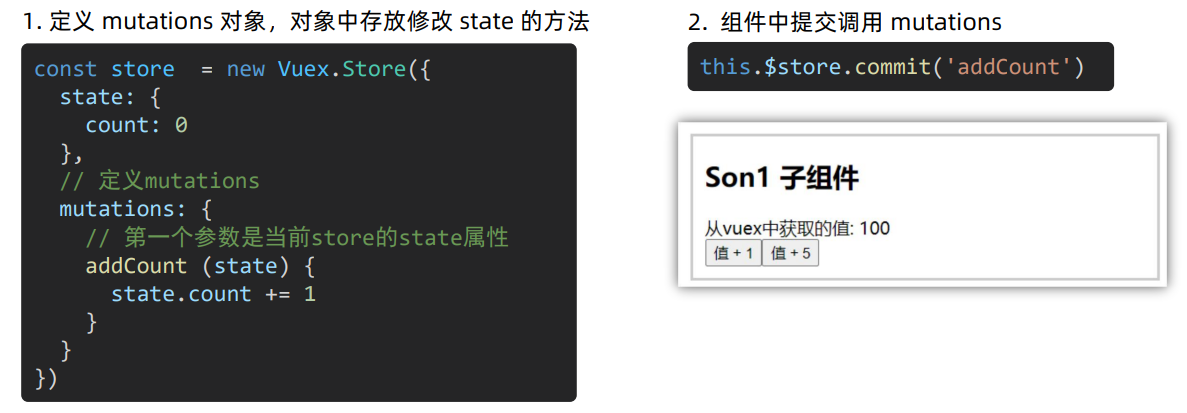 1. 定义 mutations 对象，对象中存放修改 state 的方法
const store  = new Vuex.Store({
  state: {
    count: 0
  },
  // 定义mutations
  mutations: {
    // 第一个参数是当前store的state属性
    addCount (state) {
      state.count += 1
    }
  }
})
2. 组件中提交调用 mutations
this.$store.commit('addCount')
Son1 子组件
从vuex中获取的值: 100
值 + 1 值 + 5